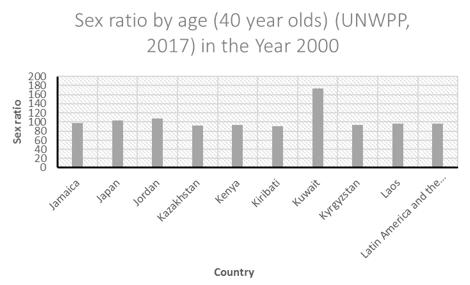 Sex ratio by age (40 year olds) (UNWPP,
2017) in the Year 2000
Sex ratio
200
180
160
140
120
100
80
60
40
20
0
Jamaica
Japan
Jordan
Kazakhstan
Kenya
Kiribati
Kuwait
Kyrgyzstan
Laos
Latin America and the...
Country